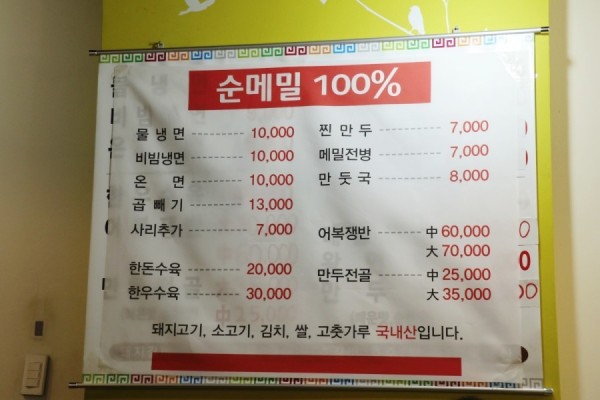 순메밀 100%
물 냉 면 10,000
비빔냉면 10,000
온 면 10,000
곱 빼 기 13,000
사리추가 7,000
한돈수육 20,000
한우수육 30,000
찐 만 두 7,000
메밀전병 7,000
만 둣 국 8,000
어복쟁반 中 60,000
大 70,000
만두전골 中 25,000
大 35,000
돼지고기, 소고기, 김치, 쌀, 고춧가루 국내산입니다.